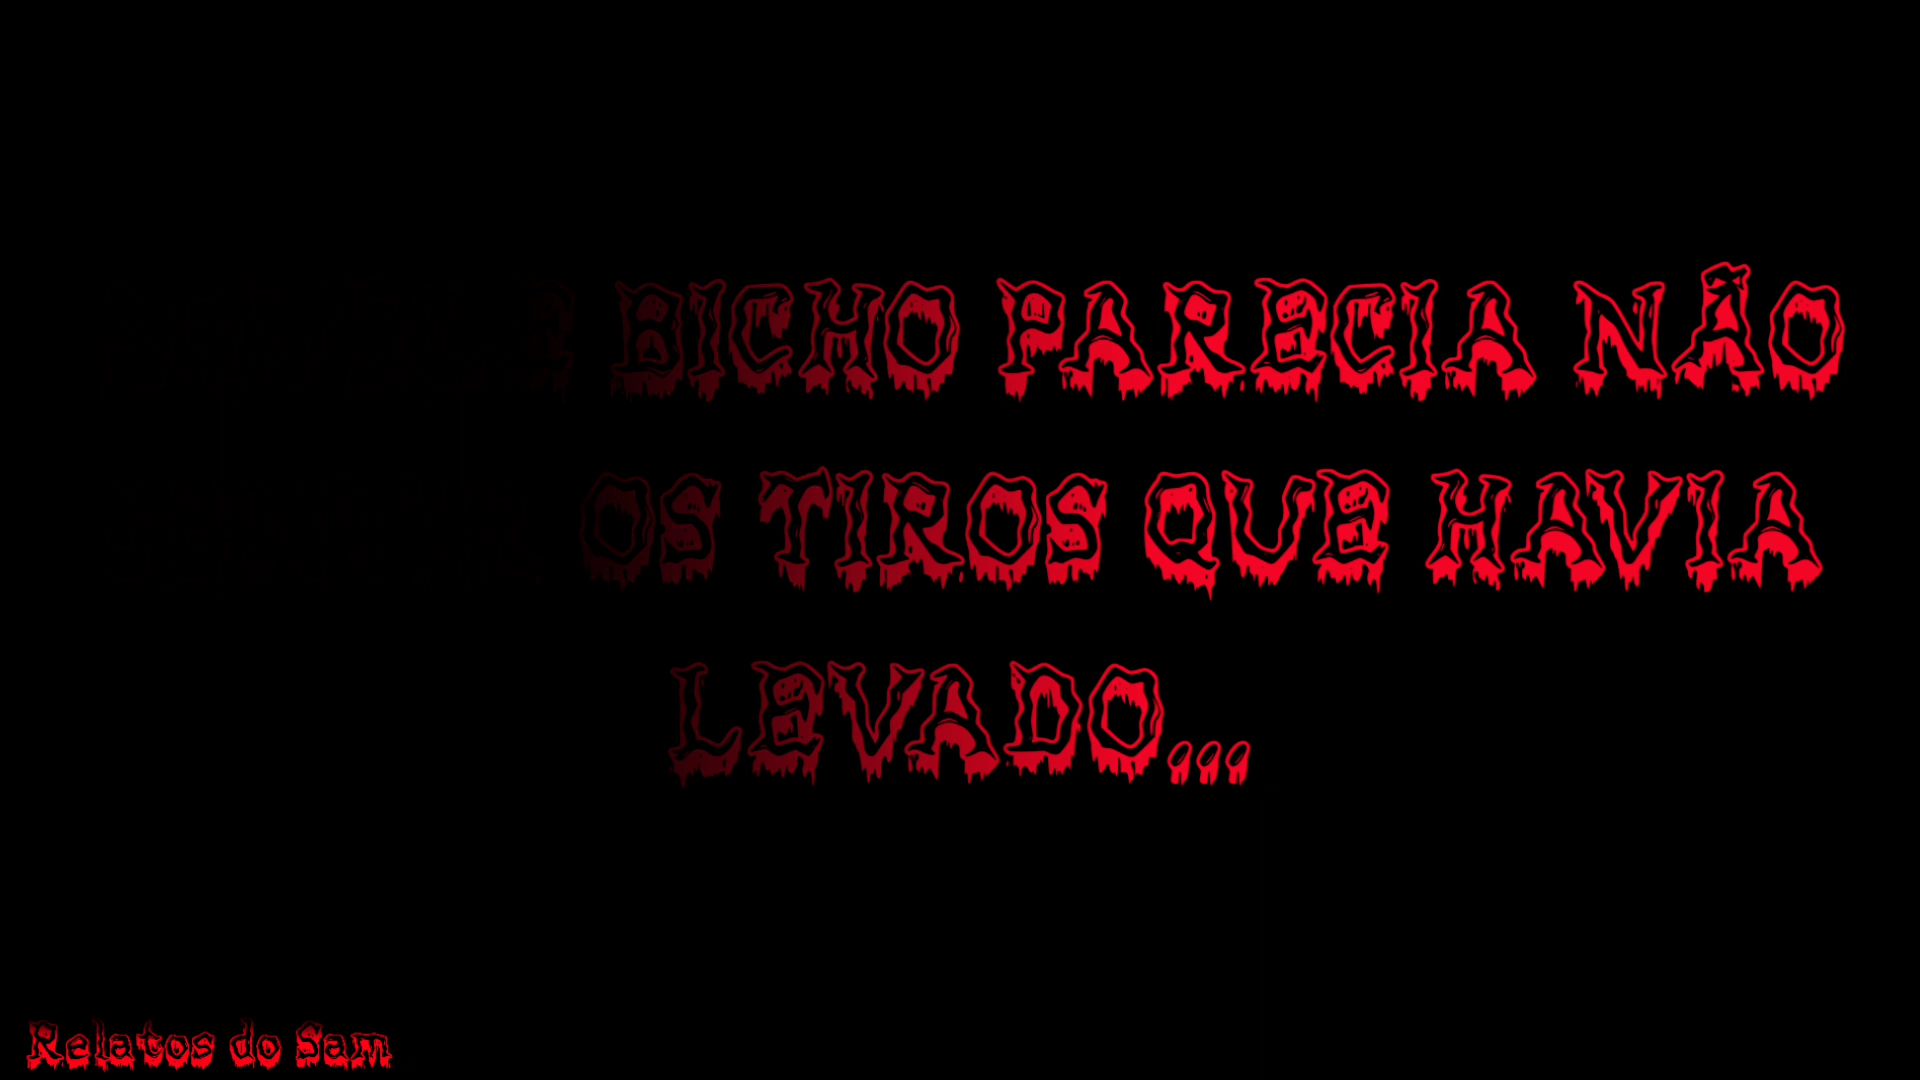 BICHO PARECIA NÃO
OS TIROS QUE HAVIA
LEVADO...
Relatos do Sam